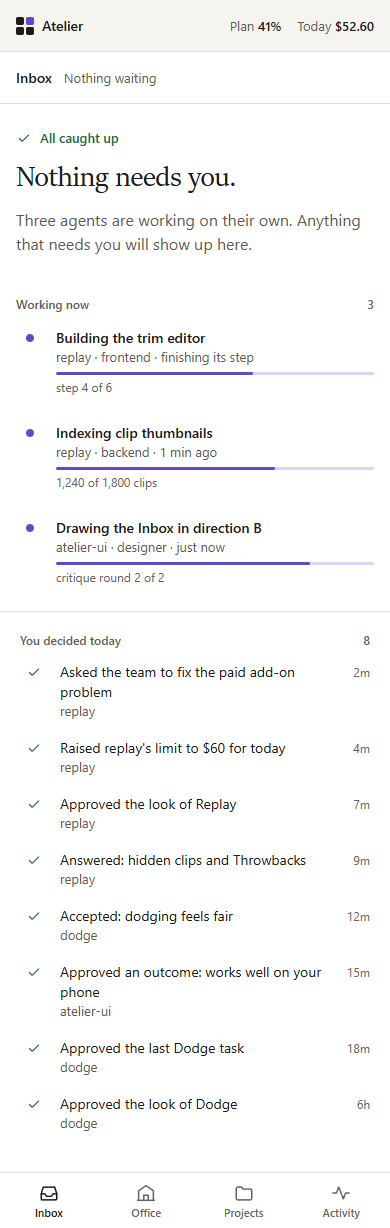 Atelier
Plan 41% Today $52.60
Inbox Nothing waiting
All caught up
Nothing needs you.
Three agents are working on their own. Anything
that needs you will show up here.
Working now 3
Building the trim editor
replay · frontend · finishing its step
step 4 of 6
Indexing clip thumbnails
replay · backend · 1 min ago
1,240 of 1,800 clips
Drawing the Inbox in direction B
atelier-ui · designer · just now
critique round 2 of 2
You decided today 8
Asked the team to fix the paid add-on 2m
problem
replay
Raised replay's limit to $60 for today 4m
replay
Approved the look of Replay 7m
replay
Answered: hidden clips and Throwbacks 9m
replay
Accepted: dodging feels fair 12m
dodge
Approved an outcome: works well on your 15m
phone
atelier-ui
Approved the last Dodge task 18m
dodge
Approved the look of Dodge 6h
dodge
Inbox Office Projects Activity